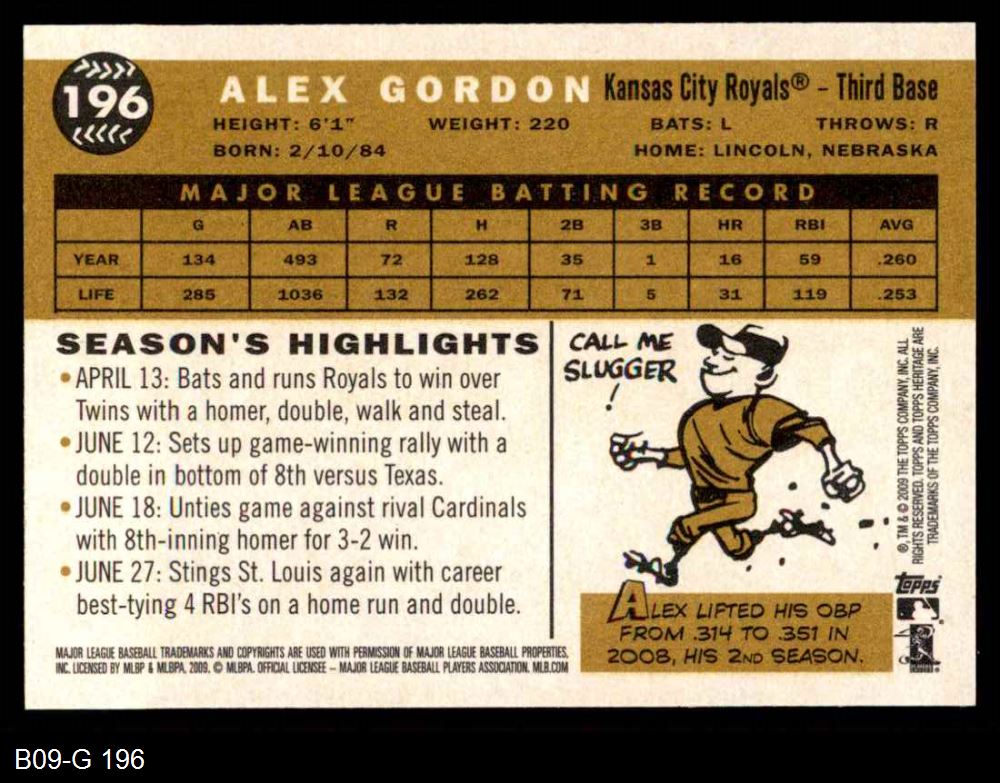 196
ALEX GORDON Kansas City Royals® – Third Base
HEIGHT: 6'1" WEIGHT: 220 BATS: L THROWS: R
BORN: 2/10/84 HOME: LINCOLN, NEBRASKA
MAJOR LEAGUE BATTING RECORD
G AB R H 2B 3B HR RBI AVG
YEAR 134 493 72 128 35 1 16 59 .260
LIFE 285 1036 132 262 71 5 31 119 .253
SEASON'S HIGHLIGHTS
• APRIL 13: Bats and runs Royals to win over
Twins with a homer, double, walk and steal.
• JUNE 12: Sets up game-winning rally with a
double in bottom of 8th versus Texas.
• JUNE 18: Unties game against rival Cardinals
with 8th-inning homer for 3-2 win.
• JUNE 27: Stings St. Louis again with career
best-tying 4 RBI's on a home run and double.
MAJOR LEAGUE BASEBALL TRADEMARKS AND COPYRIGHTS ARE USED WITH PERMISSION OF MAJOR LEAGUE BASEBALL PROPERTIES,
INC. LICENSED BY MLBP & MLBPA, 2009. © MLBPA. OFFICIAL LICENSEE – MAJOR LEAGUE BASEBALL PLAYERS ASSOCIATION. MLB.COM
CALL ME
SLUGGER
ALEX LIFTED HIS OBP
FROM .314 TO .351 IN
2008, HIS 2ND SEASON.
®, TM & © 2009 THE TOPPS COMPANY, INC. ALL
RIGHTS RESERVED. TOPPS AND TOPPS HERITAGE ARE
TRADEMARKS OF THE TOPPS COMPANY, INC.
topps
B09-G 196